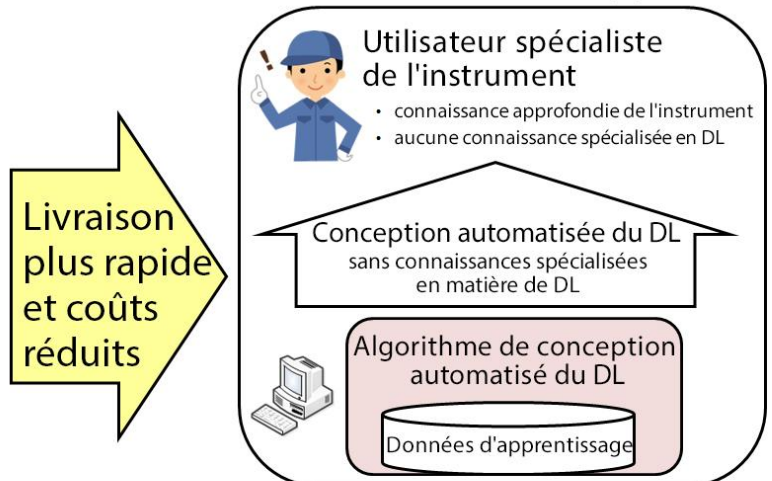 Utilisateur spécialiste
de l'instrument
• connaissance approfondie de l'instrument
• aucune connaissance spécialisée en DL
Livraison
plus rapide
et coûts
réduits
Conception automatisée du DL
sans connaissances spécialisées
en matière de DL
Algorithme de conception
automatisé du DL
Données d'apprentissage